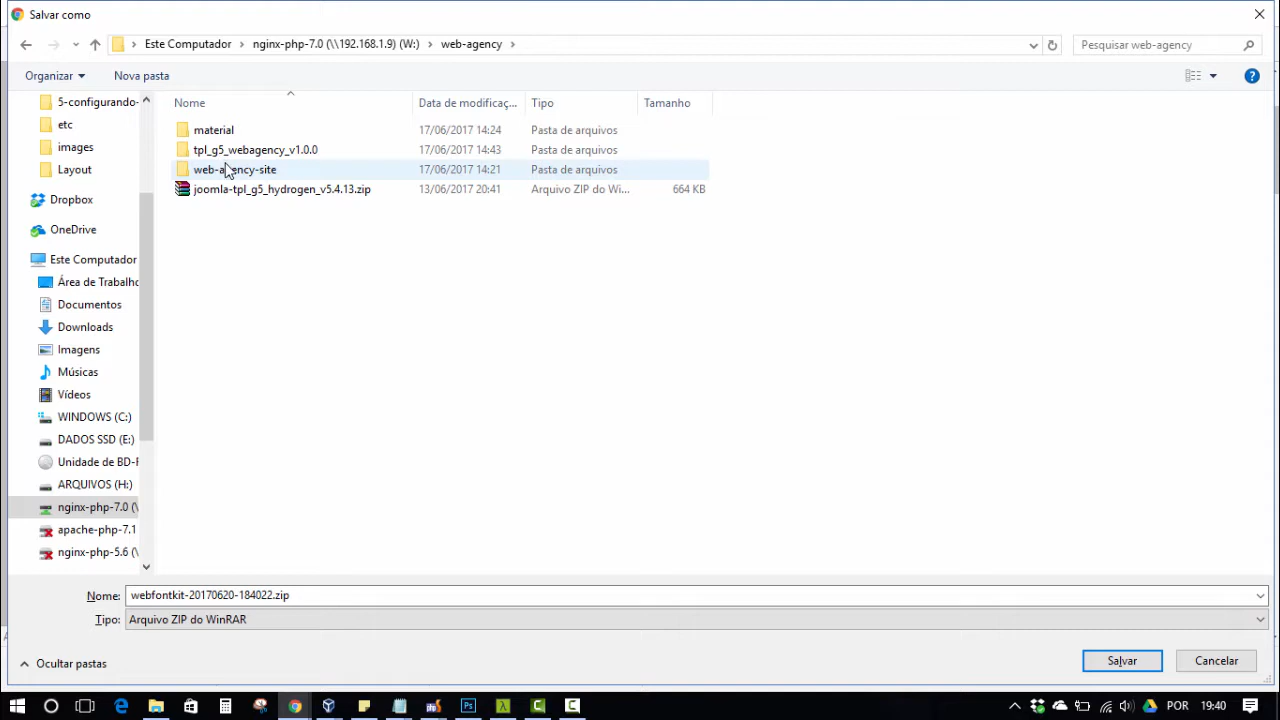 Salvar como
Este Computador > nginx-php-7.0 (\\192.168.1.9) (W:) > web-agency >
Pesquisar web-agency
Organizar
Nova pasta
Nome
Data de modificaç...
Tipo
Tamanho
5-configurando-
etc
images
Layout
Dropbox
OneDrive
Este Computador
Área de Trabalho
Documentos
Downloads
Imagens
Músicas
Vídeos
WINDOWS (C:)
DADOS SSD (E:)
Unidade de BD-
ARQUIVOS (H:)
nginx-php-7.0 (\
apache-php-7.1
nginx-php-5.6 (\
material 17/06/2017 14:24 Pasta de arquivos
tpl_g5_webagency_v1.0.0 17/06/2017 14:43 Pasta de arquivos
web-agency-site 17/06/2017 14:21 Pasta de arquivos
joomla-tpl_g5_hydrogen_v5.4.13.zip 13/06/2017 20:41 Arquivo ZIP do Wi... 664 KB
Nome: webfontkit-20170620-184022.zip
Tipo: Arquivo ZIP do WinRAR
Ocultar pastas
Salvar
Cancelar
POR
19:40